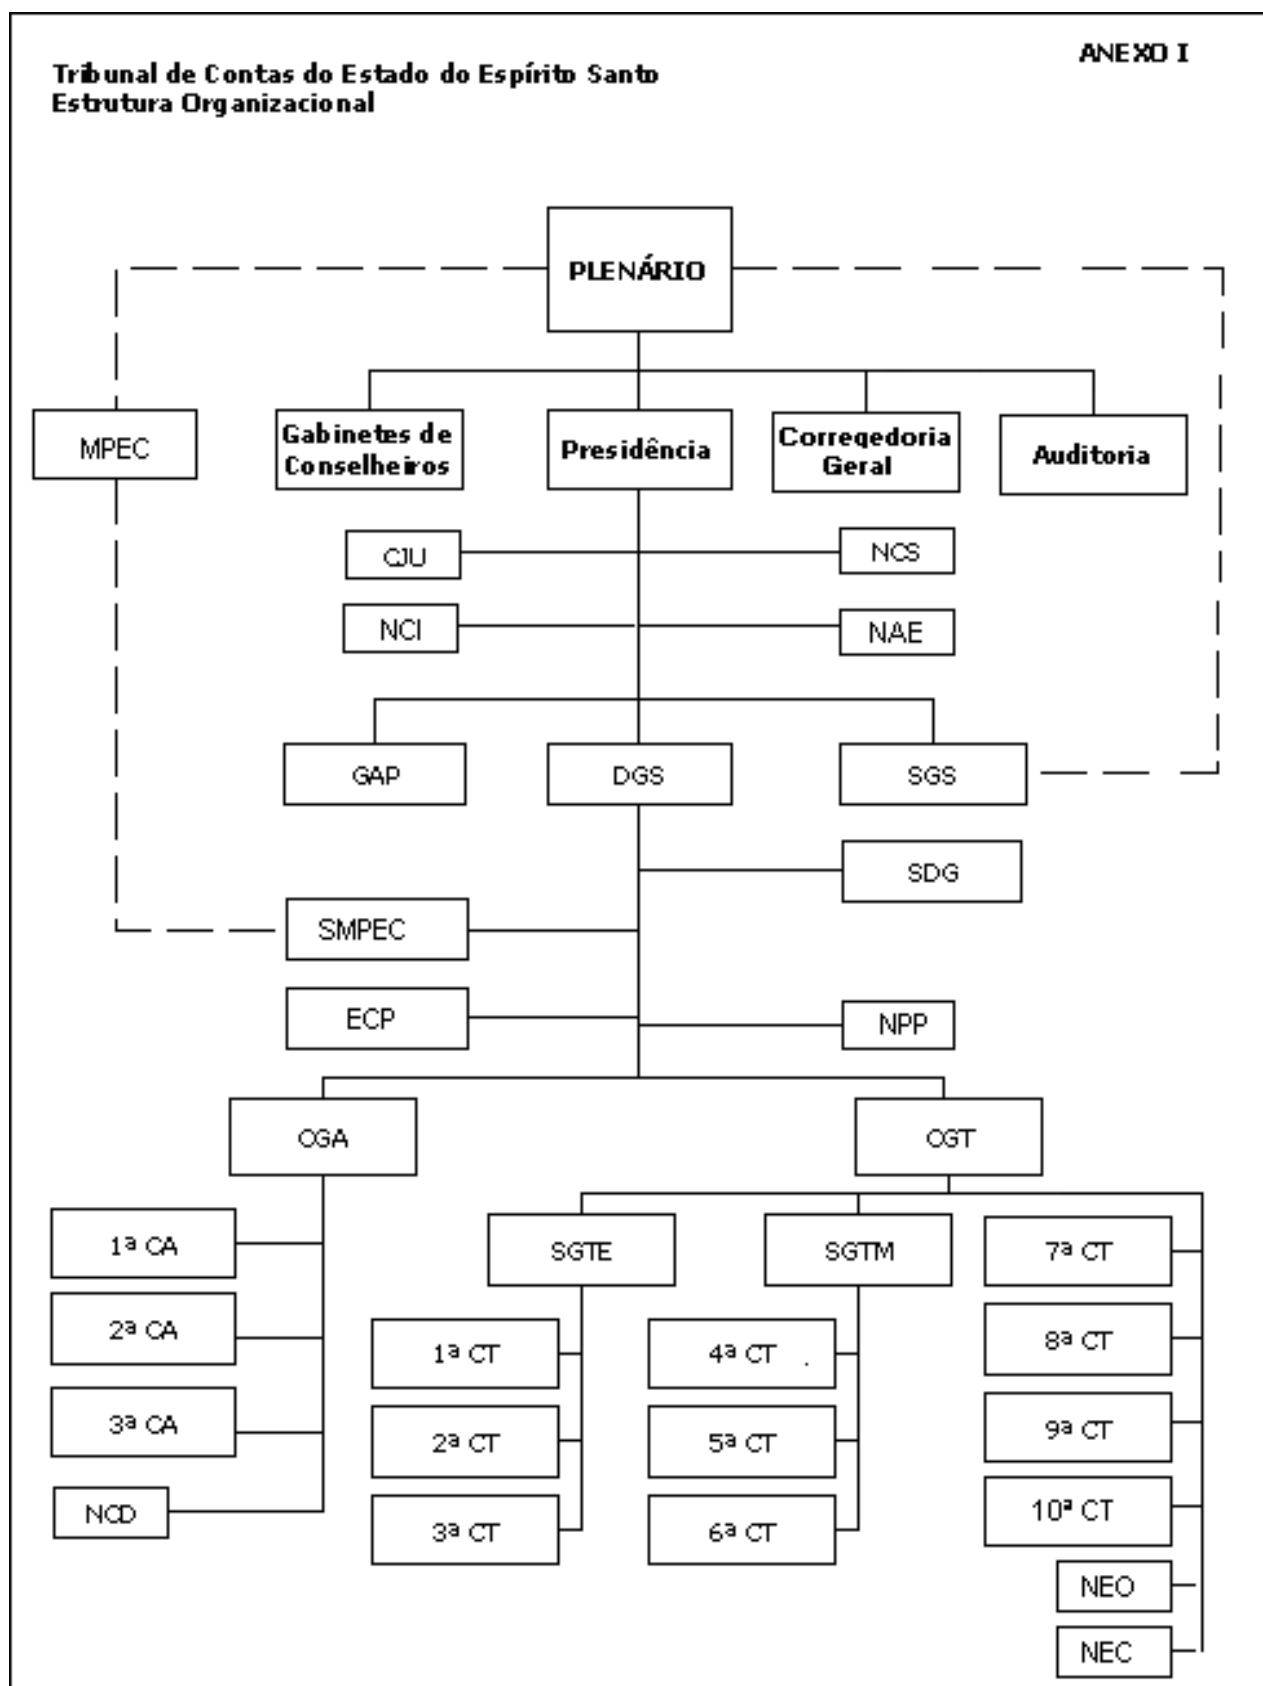 ANEXO I
Tribunal de Contas do Estado do Espírito Santo
Estrutura Organizacional
PLENÁRIO
MPEC
Gabinetes de
Conselheiros
Presidência
Corregedoria
Geral
Auditoria
CJU
NCS
NCI
NAE
GAP
DGS
SGS
SDG
SMPEC
ECP
NPP
CGA
CGT
1ª CA
2ª CA
3ª CA
NCD
SGTE
SGTM
1ª CT
2ª CT
3ª CT
4ª CT
5ª CT
6ª CT
7ª CT
8ª CT
9ª CT
10ª CT
NEO
NEC